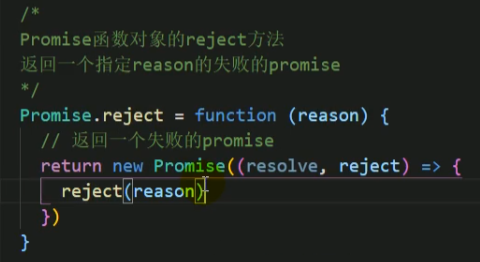 /*
Promise函数对象的reject方法
返回一个指定reason的失败的promise
*/
Promise.reject = function (reason) {
// 返回一个失败的promise
return new Promise((resolve, reject) => {
reject(reason)
})
}